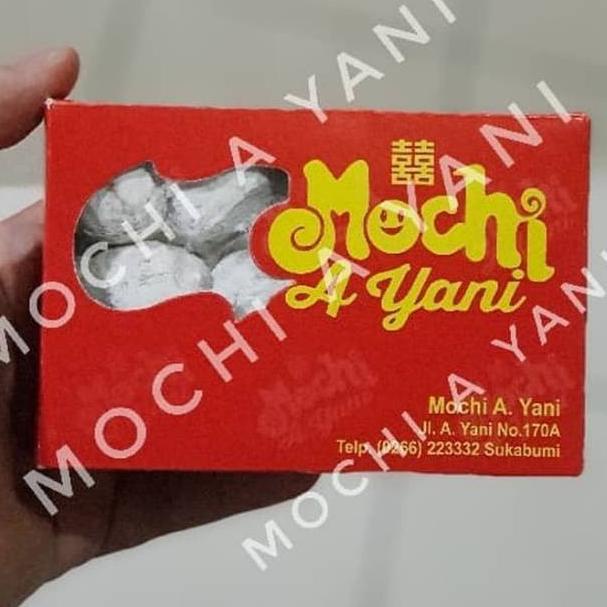 囍
Mochi
A Yani
Mochi A. Yani
Jl. A. Yani No.170A
Telp. (0266) 223332 Sukabumi
MOCHI A YANI
MOCHI A YANI
MOCHI A YANI